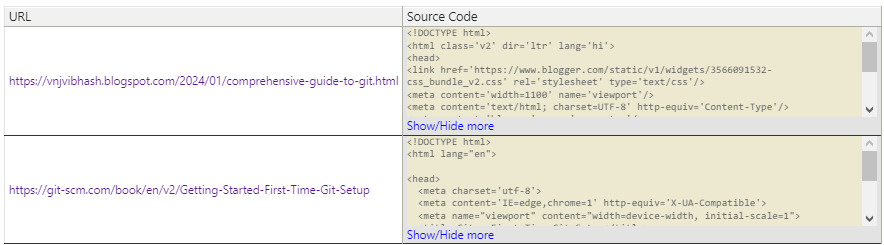 URL
Source Code
https://vnjvibhash.blogspot.com/2024/01/comprehensive-guide-to-git.html
<!DOCTYPE html>
<html class='v2' dir='ltr' lang='hi'>
<head>
<link href='https://www.blogger.com/static/v1/widgets/3566091532-
css_bundle_v2.css' rel='stylesheet' type='text/css'/>
<meta content='width=1100' name='viewport'/>
<meta content='text/html; charset=UTF-8' http-equiv='Content-Type'/>
Show/Hide more
https://git-scm.com/book/en/v2/Getting-Started-First-Time-Git-Setup
<!DOCTYPE html>
<html lang="en">
<head>
<meta charset='utf-8'>
<meta content='IE=edge,chrome=1' http-equiv='X-UA-Compatible'>
<meta name="viewport" content="width=device-width, initial-scale=1">
Show/Hide more